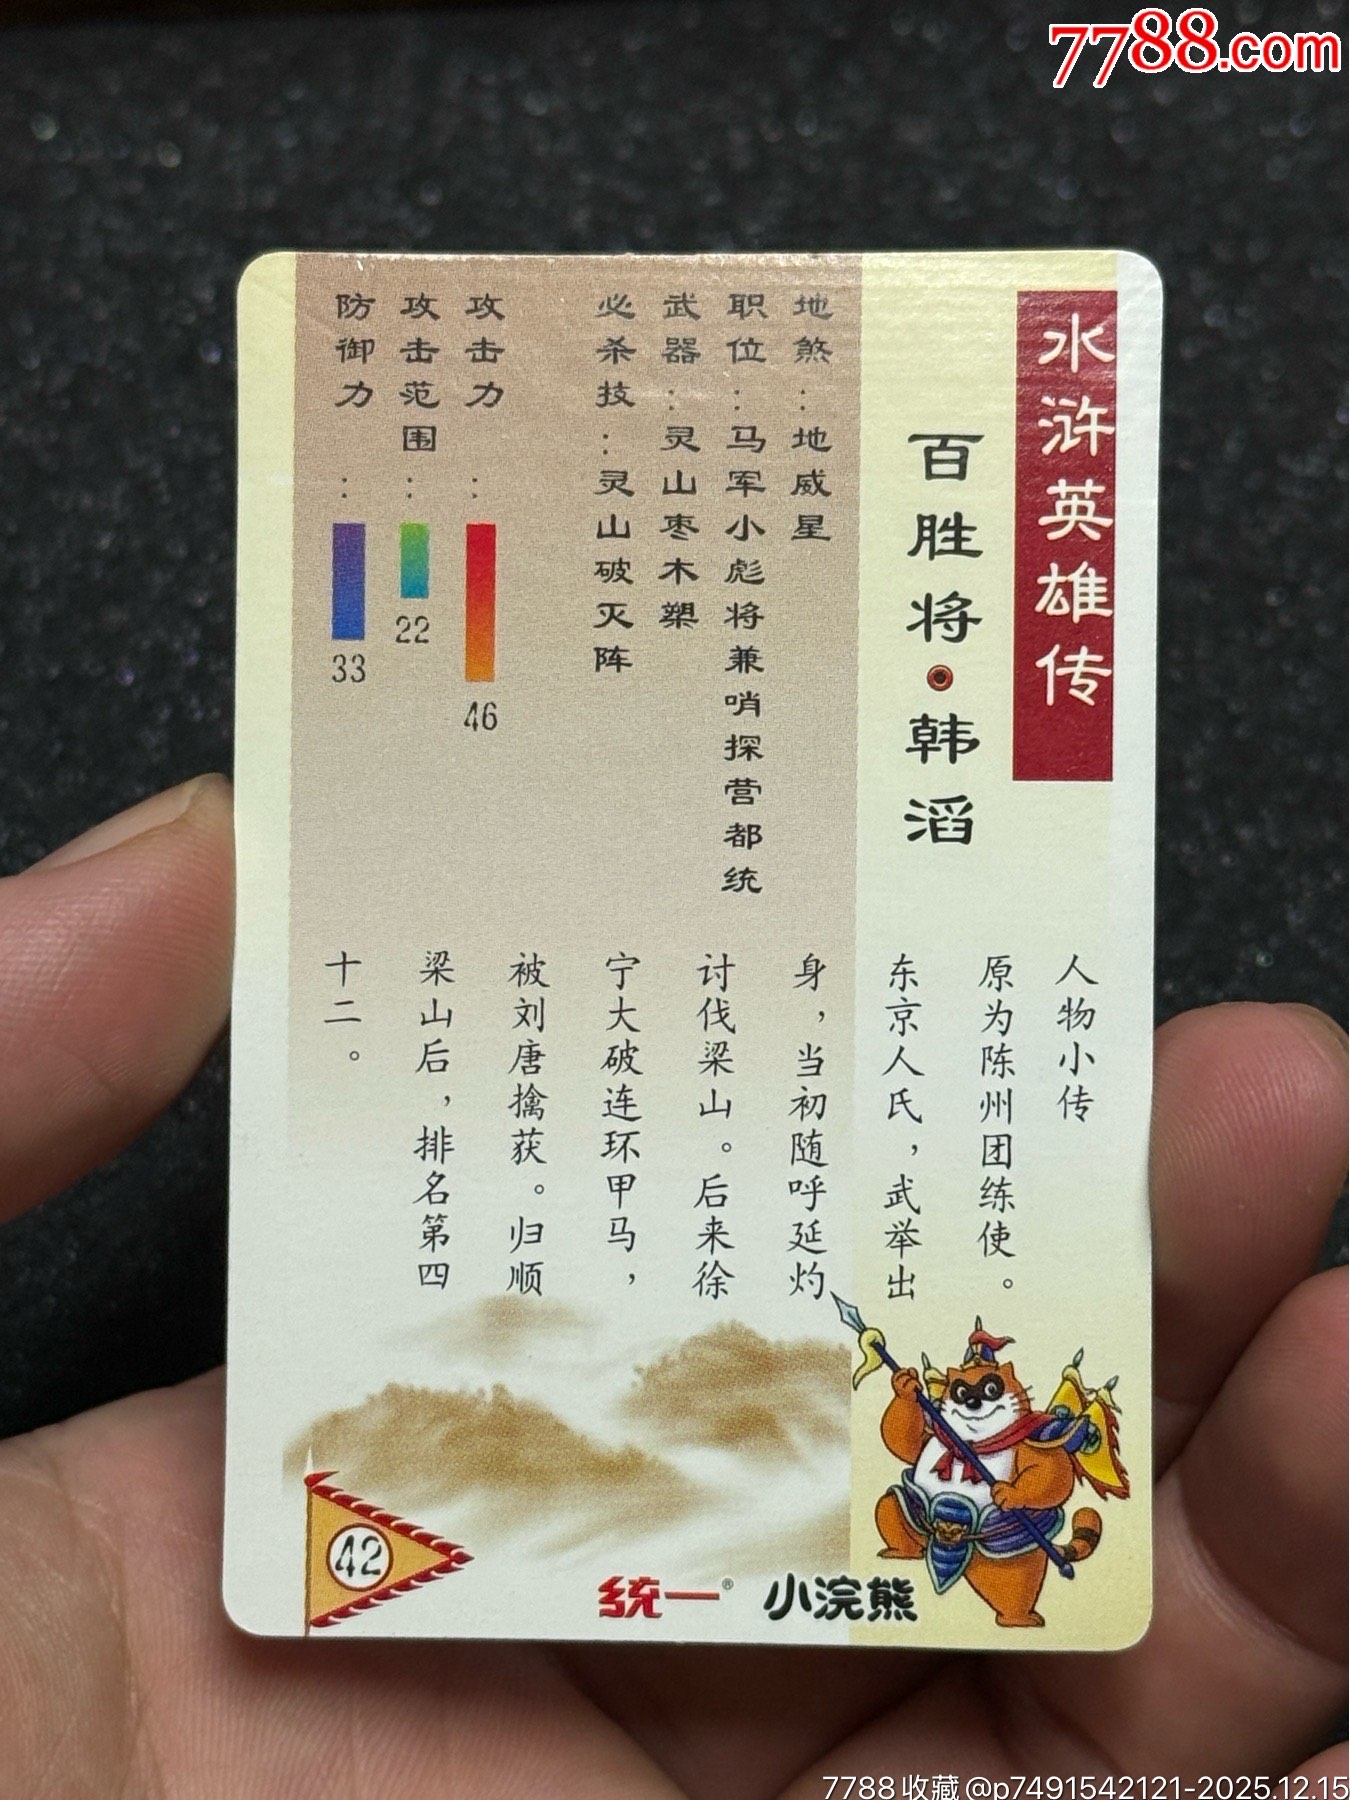 7788.com
水浒英雄传
百胜将·韩滔
地煞：地威星
职位：马军小彪将兼哨探营都统
武器：灵山枣木槊
必杀技：灵山破灭阵
攻击力：46
攻击范围：22
防御力：33
人物小传
原为陈州团练使。
东京人氏，武举出
身，当初随呼延灼
讨伐梁山。后来徐
宁大破连环甲马，
被刘唐擒获。归顺
梁山后，排名第四
十二。
42
统一® 小浣熊
7788收藏@p7491542121-2025.12.15